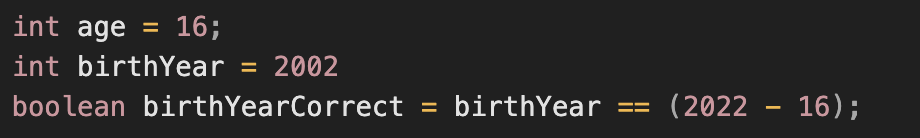 int age = 16;
int birthYear = 2002
boolean birthYearCorrect = birthYear == (2022 - 16);